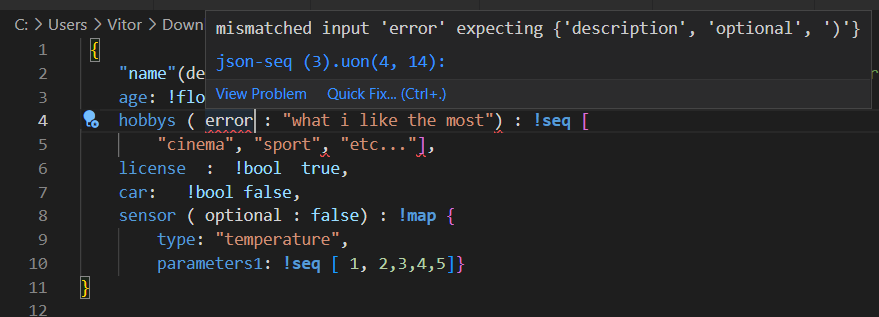 C: > Users > Vitor > Down
mismatched input 'error' expecting {'description', 'optional', ')'}
json-seq (3).uon(4, 14):
View Problem Quick Fix... (Ctrl+.)
1 {
2 "name"(de
3 age: !flo
4 hobbys ( error : "what i like the most") : !seq [
5 "cinema", "sport", "etc..."],
6 license : !bool true,
7 car: !bool false,
8 sensor ( optional : false) : !map {
9 type: "temperature",
10 parameters1: !seq [ 1, 2,3,4,5]}
11 }
12